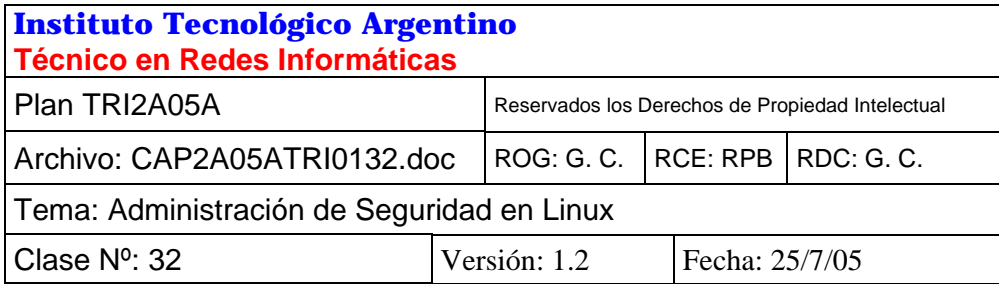 Instituto Tecnológico Argentino
Técnico en Redes Informáticas
Plan TRI2A05A Reservados los Derechos de Propiedad Intelectual
Archivo: CAP2A05ATRI0132.doc ROG: G. C. RCE: RPB RDC: G. C.
Tema: Administración de Seguridad en Linux
Clase Nº: 32 Versión: 1.2 Fecha: 25/7/05